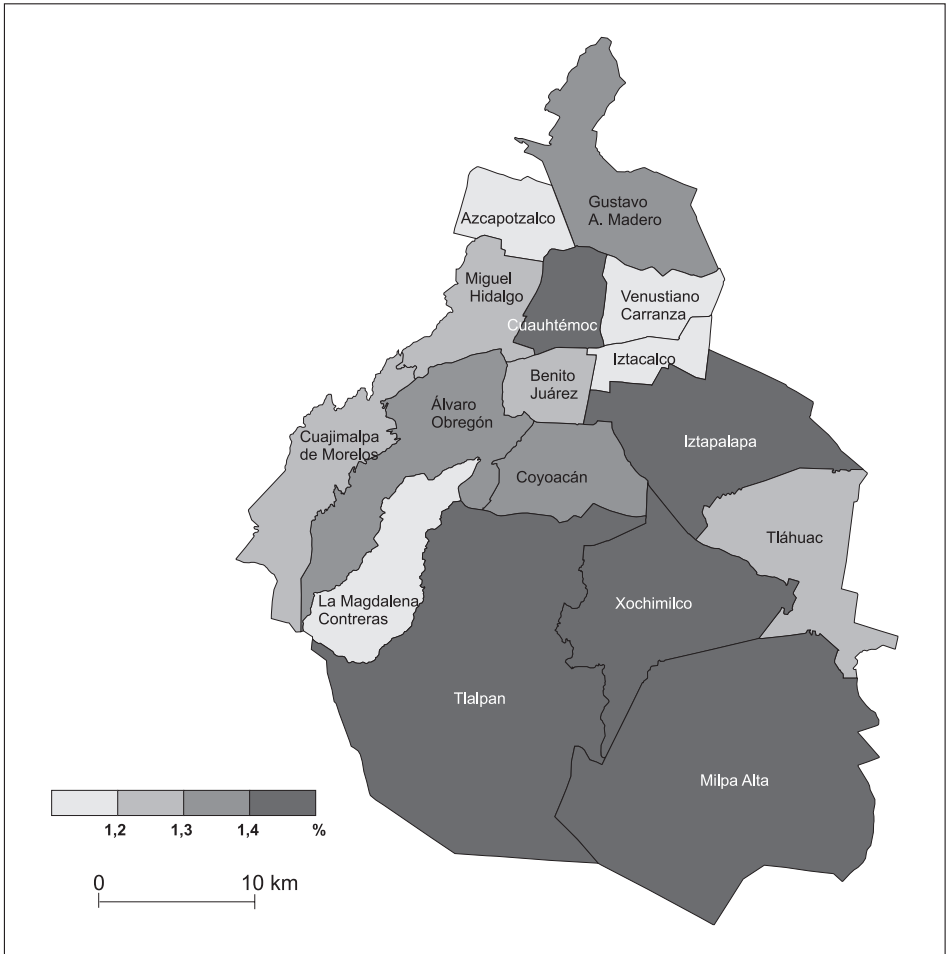 Gustavo
A. Madero
Azcapotzalco
Miguel
Hidalgo
Venustiano
Carranza
Cuauhtémoc
Iztacalco
Benito
Juárez
Álvaro
Obregón
Cuajimalpa
de Morelos
Iztapalapa
Coyoacán
Tláhuac
La Magdalena
Contreras
Xochimilco
Tlalpan
Milpa Alta
1,2 1,3 1,4 %
0 10 km